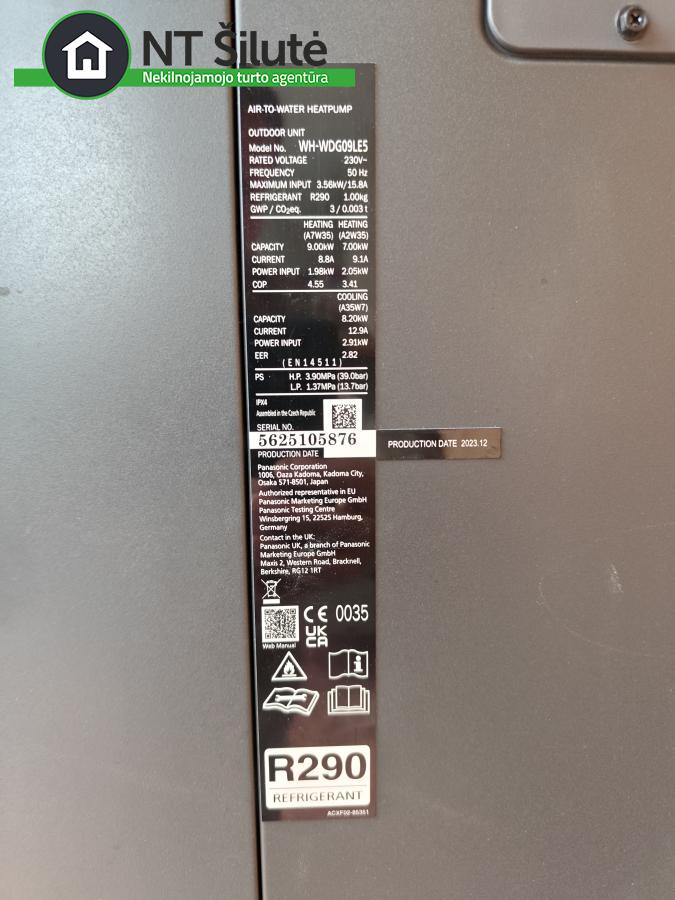 NT Šilutė
Nekilnojamojo turto agentūra
AIR-TO-WATER HEATPUMP
OUTDOOR UNIT
Model No. WH-WDG09LE5
RATED VOLTAGE 230V~
FREQUENCY 50 Hz
MAXIMUM INPUT 3.56kW/15.8A
REFRIGERANT R290 1.00kg
GWP / CO₂eq. 3 / 0.003 t
HEATING HEATING
(A7W35) (A2W35)
CAPACITY 9.00kW 7.00kW
CURRENT 8.8A 9.1A
POWER INPUT 1.98kW 2.05kW
COP 4.55 3.41
COOLING
(A35W7)
CAPACITY 8.20kW
CURRENT 12.9A
POWER INPUT 2.91kW
EER 2.82
(EN14511)
PS H.P. 3.90MPa (39.0bar)
L.P. 1.37MPa (13.7bar)
IPX4
Assembled in the Czech Republic
SERIAL NO.
5625105876
PRODUCTION DATE
PRODUCTION DATE 2023.12
Panasonic Corporation
1006, Oaza Kadoma, Kadoma City,
Osaka 571-8501, Japan
Authorized representative in EU
Panasonic Marketing Europe GmbH
Panasonic Testing Centre
Winsbergring 15, 22525 Hamburg,
Germany
Contact in the UK:
Panasonic UK, a branch of Panasonic
Marketing Europe GmbH
Maxis 2, Western Road, Bracknell,
Berkshire, RG12 1RT
CE 0035
UK
CA
Web Manual
R290
REFRIGERANT
ACXF02-85351